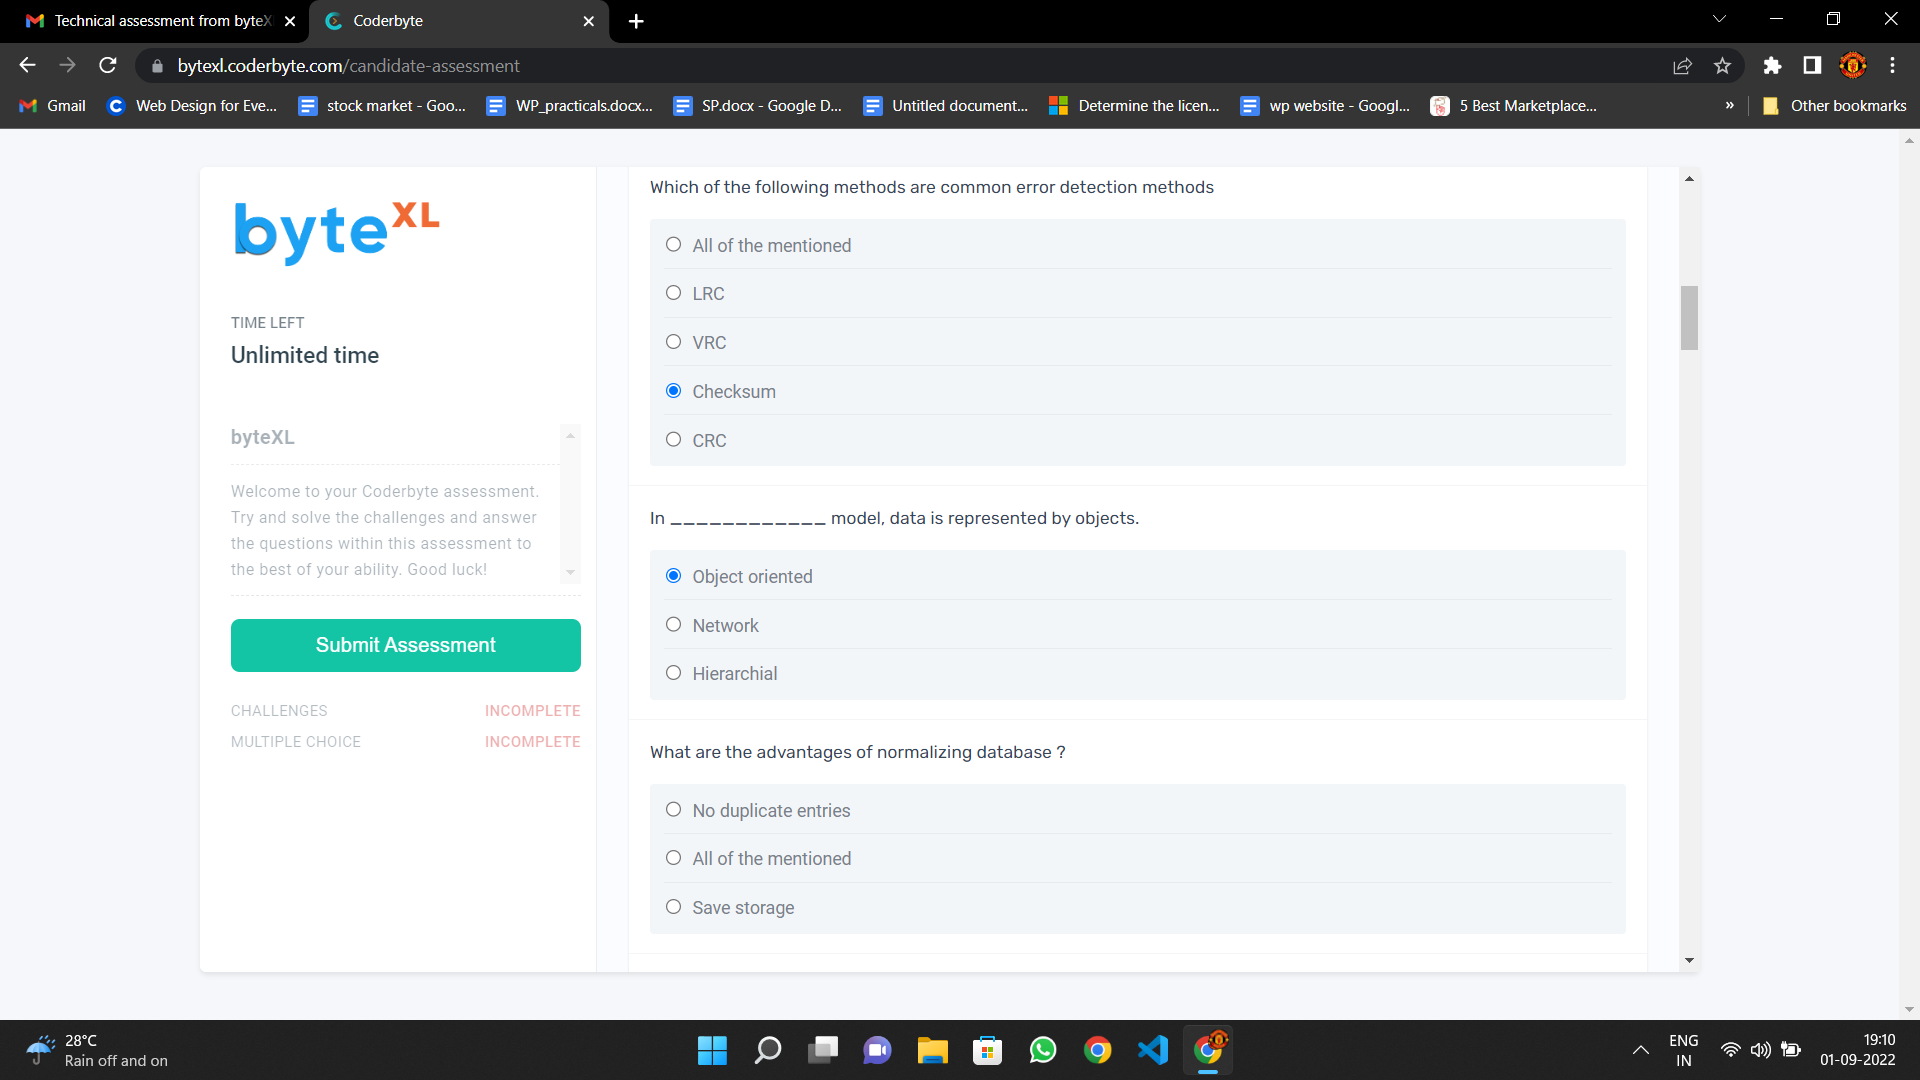 Technical assessment from byteX
Coderbyte
bytexl.coderbyte.com/candidate-assessment
Gmail
Web Design for Eve...
stock market - Goo...
WP_practicals.docx...
SP.docx - Google D...
Untitled document...
Determine the licen...
wp website - Googl...
5 Best Marketplace...
»
Other bookmarks
byteXL
TIME LEFT
Unlimited time
byteXL
Welcome to your Coderbyte assessment.
Try and solve the challenges and answer
the questions within this assessment to
the best of your ability. Good luck!
Submit Assessment
CHALLENGES INCOMPLETE
MULTIPLE CHOICE INCOMPLETE
Which of the following methods are common error detection methods
All of the mentioned
LRC
VRC
Checksum
CRC
In ____________ model, data is represented by objects.
Object oriented
Network
Hierarchial
What are the advantages of normalizing database ?
No duplicate entries
All of the mentioned
Save storage
28°C
Rain off and on
ENG
IN
19:10
01-09-2022